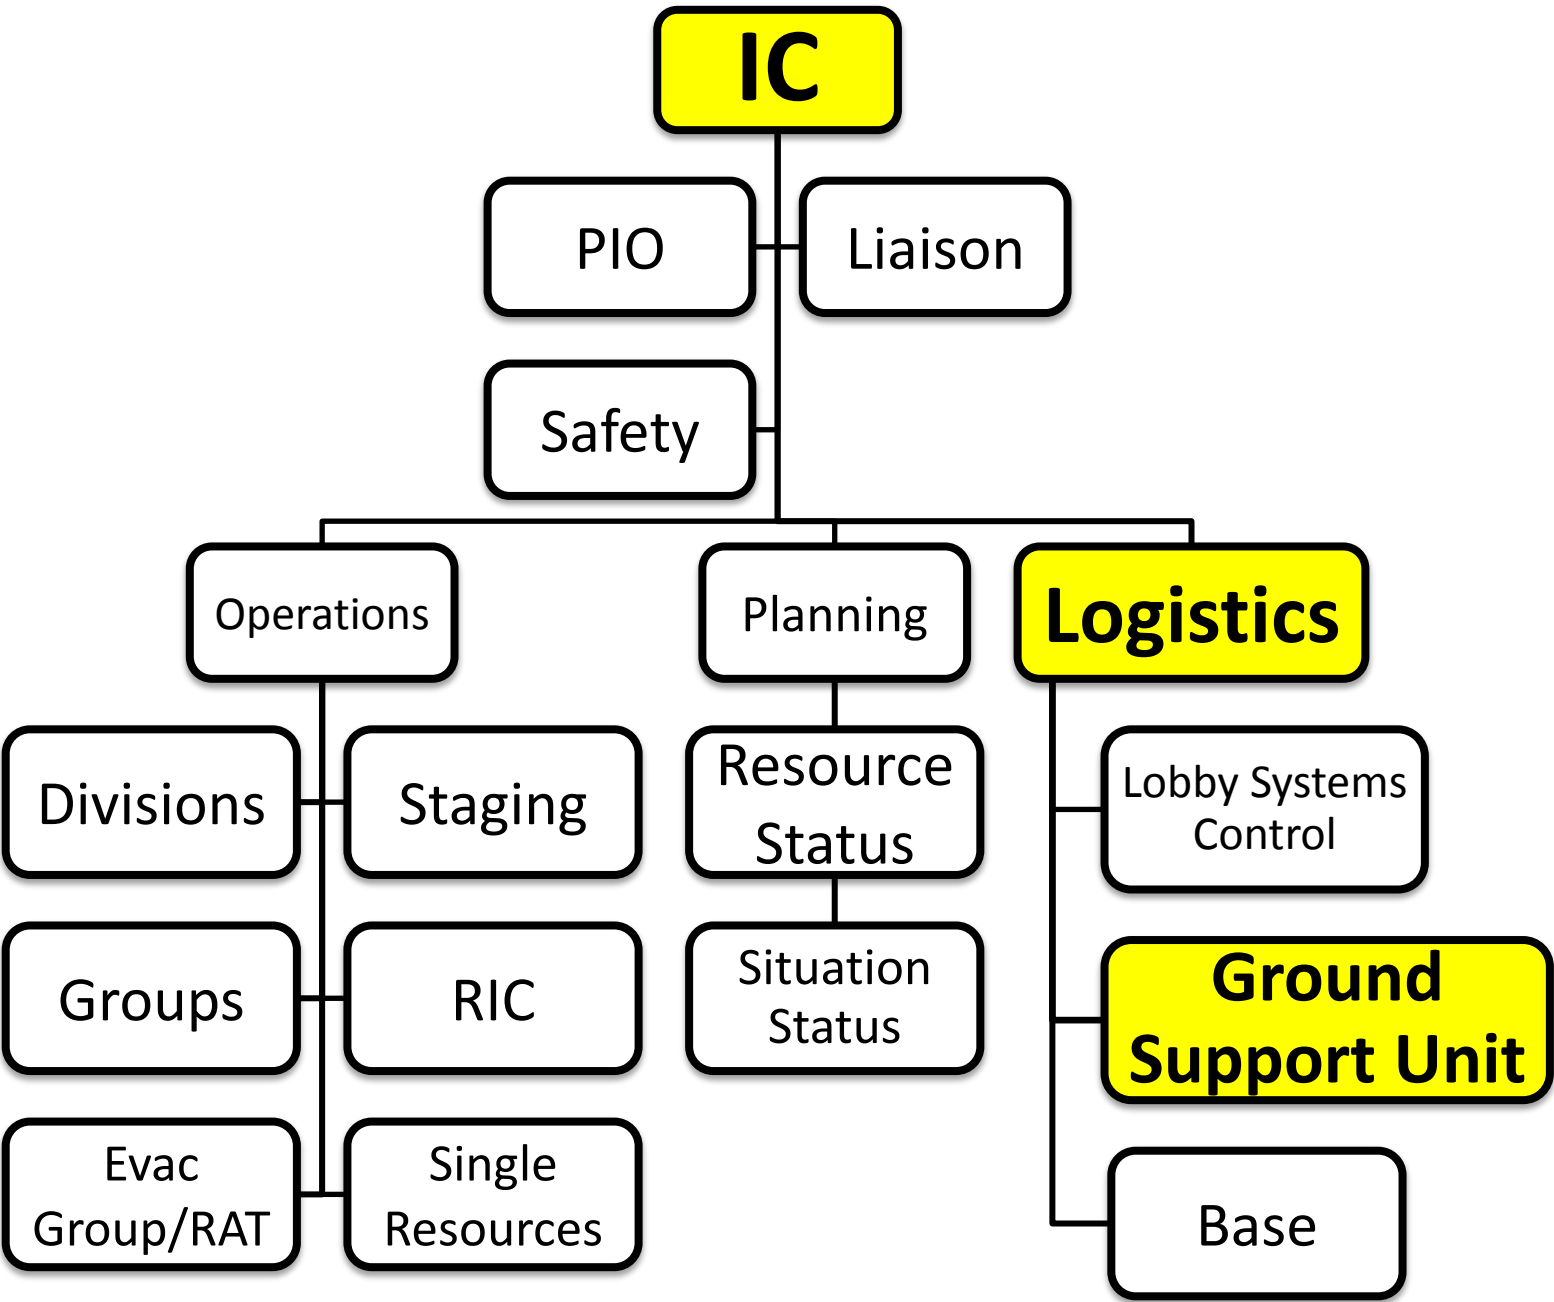 IC
PIO
Liaison
Safety
Operations
Planning
Logistics
Divisions
Staging
Resource
Status
Lobby Systems
Control
Groups
RIC
Situation
Status
Ground
Support Unit
Evac
Group/RAT
Single
Resources
Base